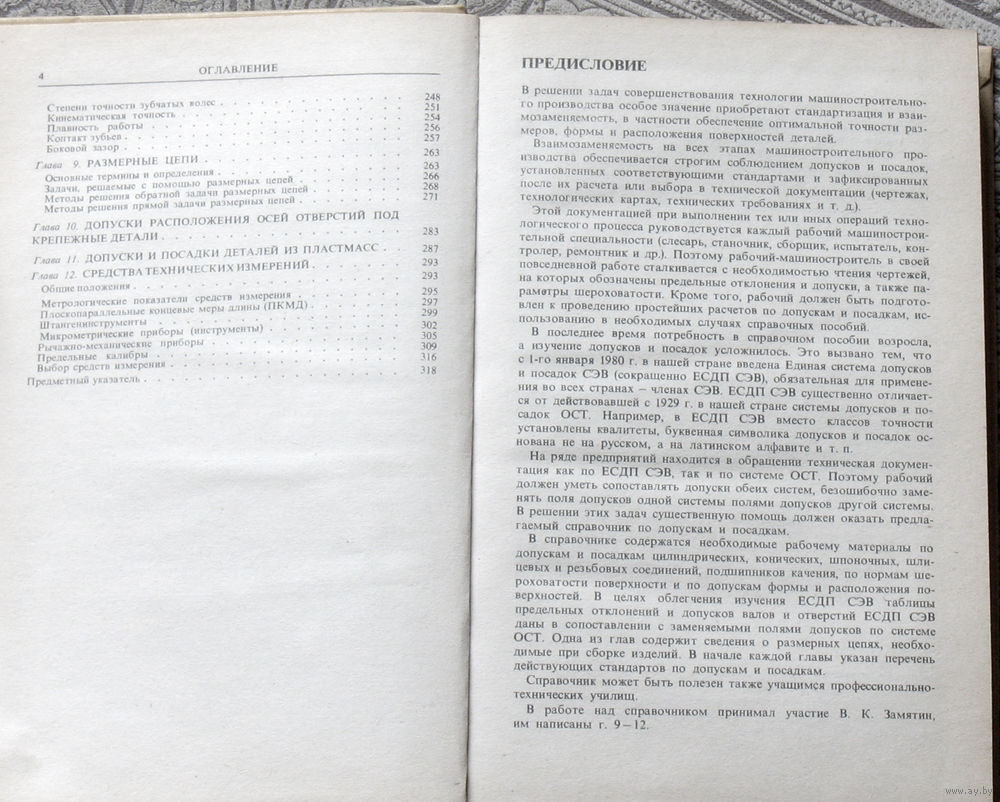 4 ОГЛАВЛЕНИЕ
Степени точности зубчатых колес 248
Кинематическая точность 251
Плавность работы 254
Контакт зубьев 256
Боковой зазор 257
Глава 9. РАЗМЕРНЫЕ ЦЕПИ 263
Основные термины и определения 263
Задачи, решаемые с помощью размерных цепей 266
Методы решения обратной задачи размерных цепей 268
Методы решения прямой задачи размерных цепей 271
Глава 10. ДОПУСКИ РАСПОЛОЖЕНИЯ ОСЕЙ ОТВЕРСТИЙ ПОД
КРЕПЕЖНЫЕ ДЕТАЛИ 283
Глава 11. ДОПУСКИ И ПОСАДКИ ДЕТАЛЕЙ ИЗ ПЛАСТМАСС 287
Глава 12. СРЕДСТВА ТЕХНИЧЕСКИХ ИЗМЕРЕНИЙ 293
Общие положения 293
Метрологические показатели средств измерения 295
Плоскопараллельные концевые меры длины (ПКМД) 297
Штангенинструменты 299
Микрометрические приборы (инструменты) 302
Рычажно-механические приборы 305
Предельные калибры 309
Выбор средств измерения 316
Предметный указатель 318
ПРЕДИСЛОВИЕ
В решении задач совершенствования технологии машиностроительно-
го производства особое значение приобретают стандартизация и взаи-
мозаменяемость, в частности обеспечение оптимальной точности раз-
меров, формы и расположения поверхностей деталей.
Взаимозаменяемость на всех этапах машиностроительного про-
изводства обеспечивается строгим соблюдением допусков и посадок,
установленных соответствующими стандартами и зафиксированных
после их расчета или выбора в технической документации (чертежах,
технологических картах, технических требованиях и т. д.).
Этой документацией при выполнении тех или иных операций техно-
логического процесса руководствуется каждый рабочий машинострои-
тельной специальности (слесарь, станочник, сборщик, испытатель, кон-
тролер, ремонтник и др.). Поэтому рабочий-машиностроитель в своей
повседневной работе сталкивается с необходимостью чтения чертежей,
на которых обозначены предельные отклонения и допуски, а также па-
раметры шероховатости. Кроме того, рабочий должен быть подгото-
влен к проведению простейших расчетов по допускам и посадкам, ис-
пользованию в необходимых случаях справочных пособий.
В последнее время потребность в справочном пособии возросла,
а изучение допусков и посадок усложнилось. Это вызвано тем, что
с 1-го января 1980 г. в нашей стране введена Единая система допусков
и посадок СЭВ (сокращенно ЕСДП СЭВ), обязательная для примене-
ния во всех странах – членах СЭВ. ЕСДП СЭВ существенно отличает-
ся от действовавшей с 1929 г. в нашей стране системы допусков и по-
садок ОСТ. Например, в ЕСДП СЭВ вместо классов точности
установлены квалитеты, буквенная символика допусков и посадок ос-
нована не на русском, а на латинском алфавите и т. п.
На ряде предприятий находится в обращении техническая докумен-
тация как по ЕСДП СЭВ, так и по системе ОСТ. Поэтому рабочий
должен уметь сопоставлять допуски обеих систем, безошибочно заме-
нять поля допусков одной системы полями допусков другой системы.
В решении этих задач существенную помощь должен оказать предла-
гаемый справочник по допускам и посадкам.
В справочнике содержатся необходимые рабочему материалы по
допускам и посадкам цилиндрических, конических, шпоночных, шли-
цевых и резьбовых соединений, подшипников качения, по нормам ше-
роховатости поверхности и по допускам формы и расположения по-
верхностей. В целях облегчения изучения ЕСДП СЭВ таблицы
предельных отклонений и допусков валов и отверстий ЕСДП СЭВ
даны в сопоставлении с заменяемыми полями допусков по системе
ОСТ. Одна из глав содержит сведения о размерных цепях, необхо-
димые при сборке изделий. В начале каждой главы указан перечень
действующих стандартов по допускам и посадкам.
Справочник может быть полезен также учащимся профессионально-
технических училищ.
В работе над справочником принимал участие В. К. Замятин,
им написаны г. 9–12.
www.ay.by